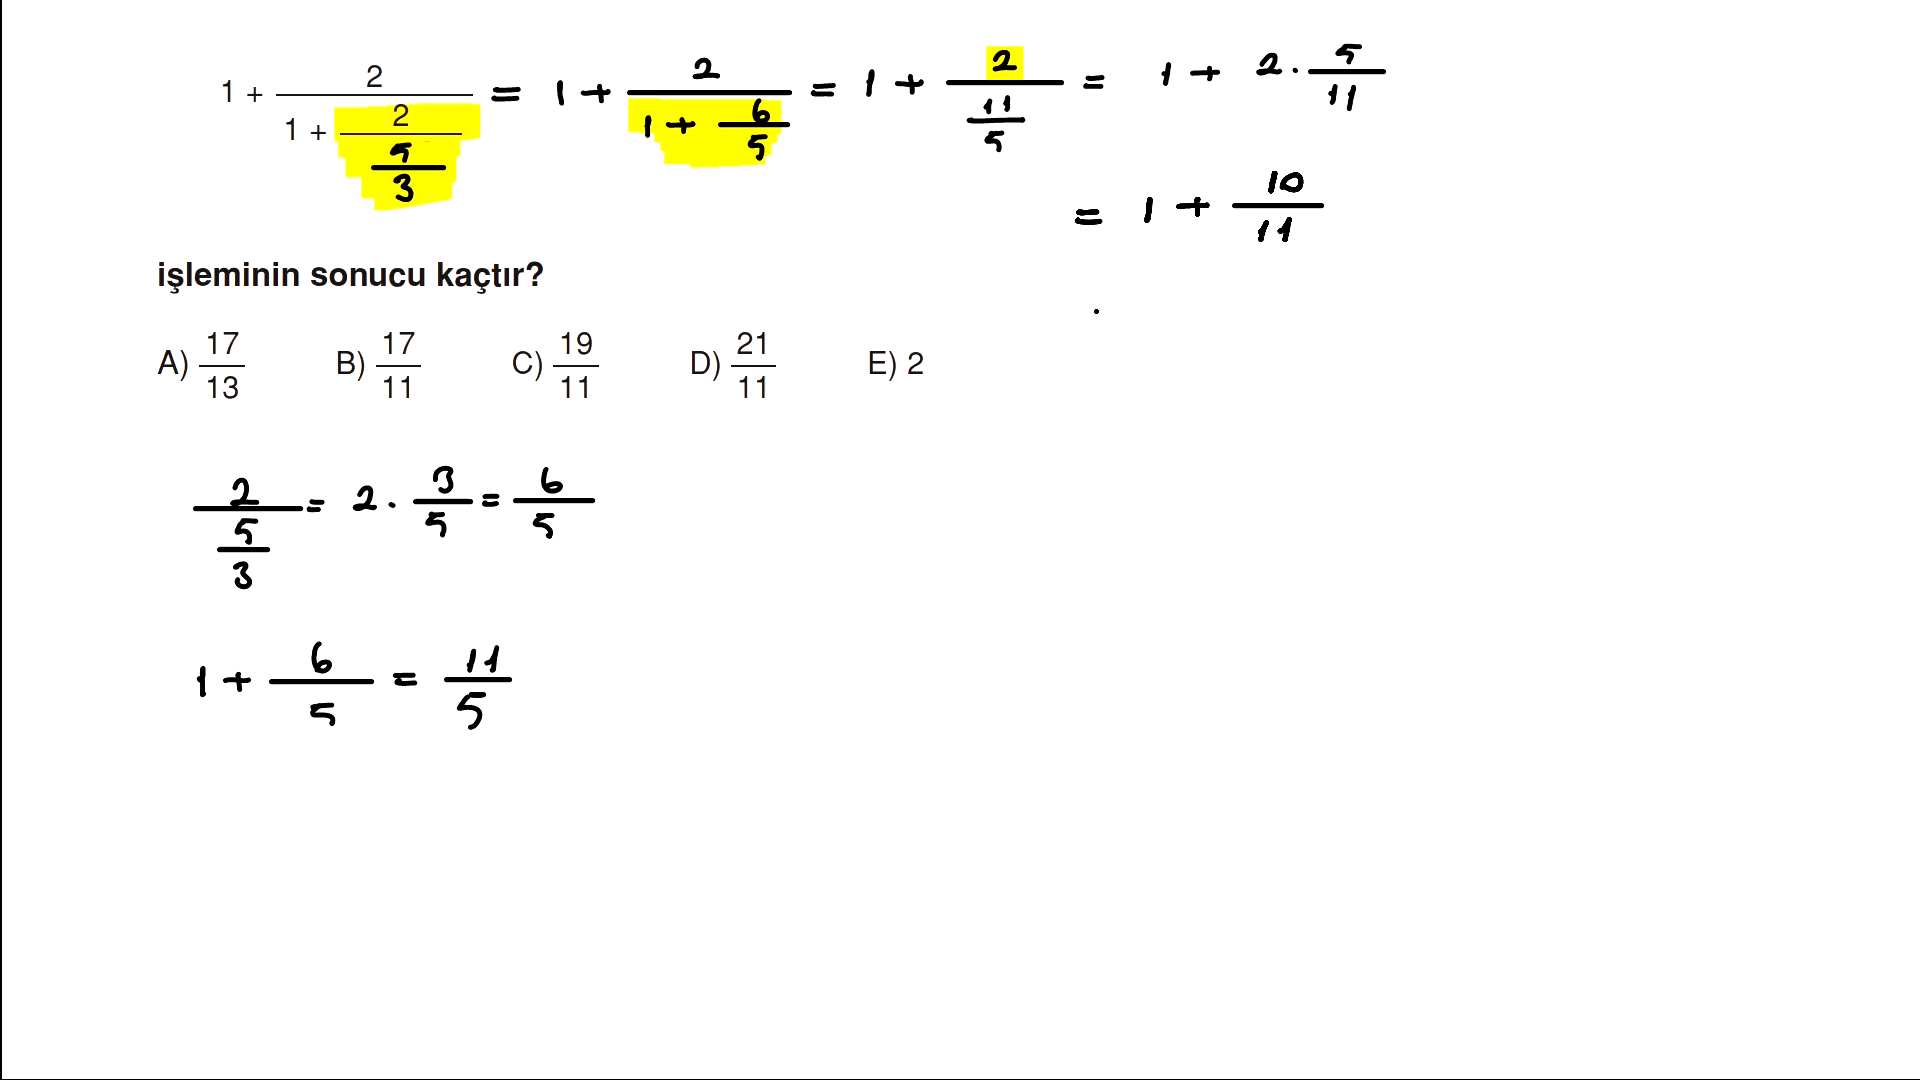 1 + 2/(1 + 2/(5/3)) = 1 + 2/(1 + 6/5) = 1 + 2/(11/5) = 1 + 2 . 5/11
= 1 + 10/11
işleminin sonucu kaçtır?
A) 17/13 B) 17/11 C) 19/11 D) 21/11 E) 2
2/(5/3) = 2 . 3/5 = 6/5
1 + 6/5 = 11/5